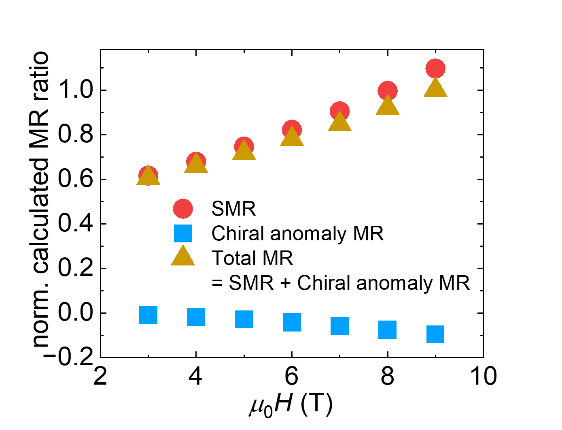 norm. calculated MR ratio
1.0
0.8
0.6
0.4
0.2
0.0
−0.2
SMR
Chiral anomaly MR
Total MR
= SMR + Chiral anomaly MR
2 4 6 8 10
μ₀H (T)